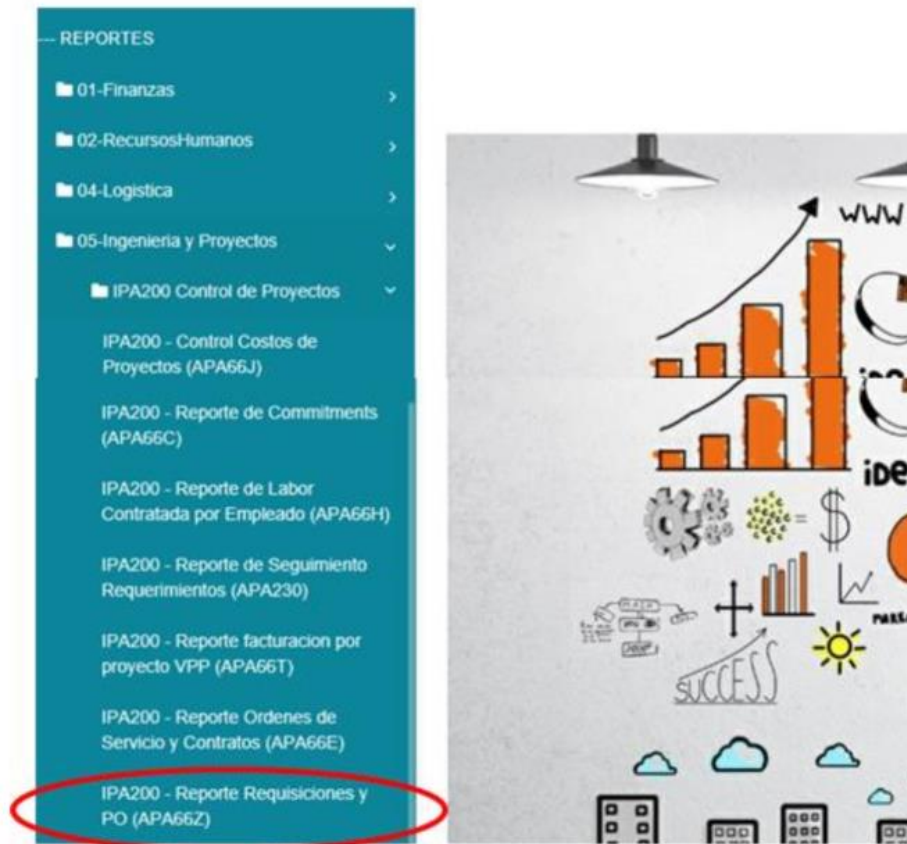 --- REPORTES
01-Finanzas
02-RecursosHumanos
04-Logistica
05-Ingenieria y Proyectos
IPA200 Control de Proyectos
IPA200 - Control Costos de
Proyectos (APA66J)
IPA200 - Reporte de Commitments
(APA66C)
IPA200 - Reporte de Labor
Contratada por Empleado (APA66H)
IPA200 - Reporte de Seguimiento
Requerimientos (APA230)
IPA200 - Reporte facturacion por
proyecto VPP (APA66T)
IPA200 - Reporte Ordenes de
Servicio y Contratos (APA66E)
IPA200 - Reporte Requisiciones y
PO (APA66Z)
WWW
iDe
= $
SUCCESS